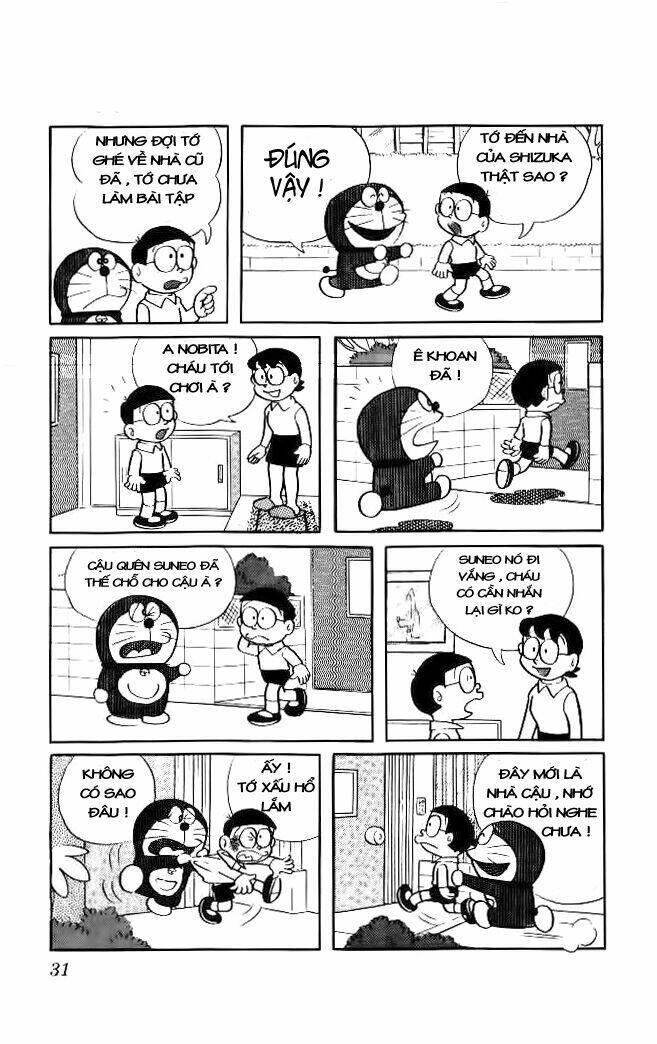 NHƯNG ĐỢI TỚ
GHÉ VỀ NHÀ CŨ
ĐÃ, TỚ CHƯA
LÀM BÀI TẬP
ĐÚNG
VẬY !
TỚ ĐẾN NHÀ
CỦA SHIZUKA
THẬT SAO ?
A NOBITA !
CHÁU TỚI
CHƠI À ?
Ê KHOAN
ĐÃ !
CẬU QUÊN SUNEO ĐÃ
THẾ CHỔ CHO CẬU À ?
SUNEO NÓ ĐI
VẮNG, CHÁU
CÓ CẦN NHẮN
LẠI GÌ KO ?
KHÔNG
CÓ SAO
ĐÂU !
ẤY !
TỚ XẤU HỔ
LẮM
ĐÂY MỚI LÀ
NHÀ CẬU, NHỚ
CHÀO HỎI NGHE
CHƯA !
31